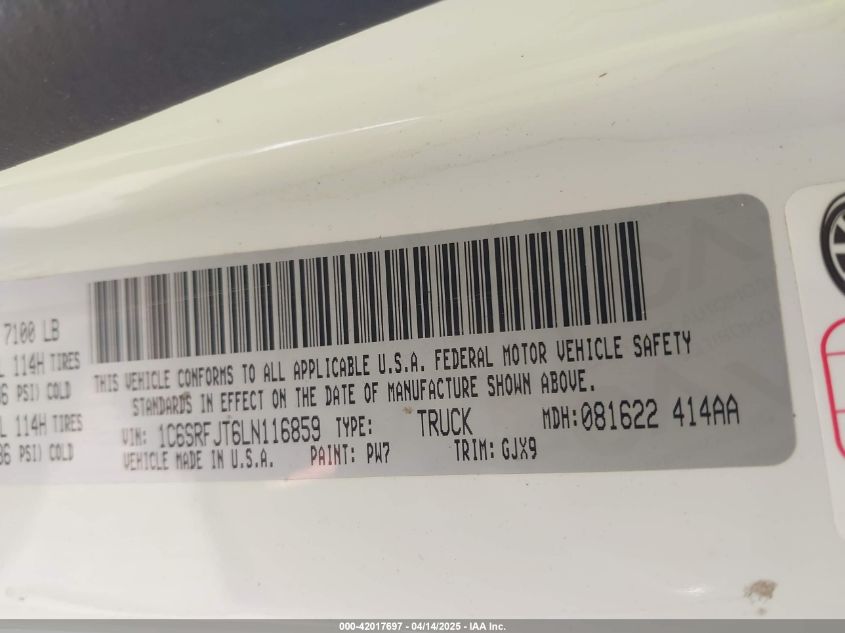 7100 LB
114H TIRES
PSI) COLD
114H TIRES
PSI) COLD
THIS VEHICLE CONFORMS TO ALL APPLICABLE U.S.A. FEDERAL MOTOR VEHICLE SAFETY
STANDARDS IN EFFECT ON THE DATE OF MANUFACTURE SHOWN ABOVE.
VIN: 1C6SRFJT6LN116859 TYPE: TRUCK MDH:081622 414AA
VEHICLE MADE IN U.S.A. PAINT: PW7 TRIM: GJX9
000-42017697 - 04/14/2025 - IAA Inc.